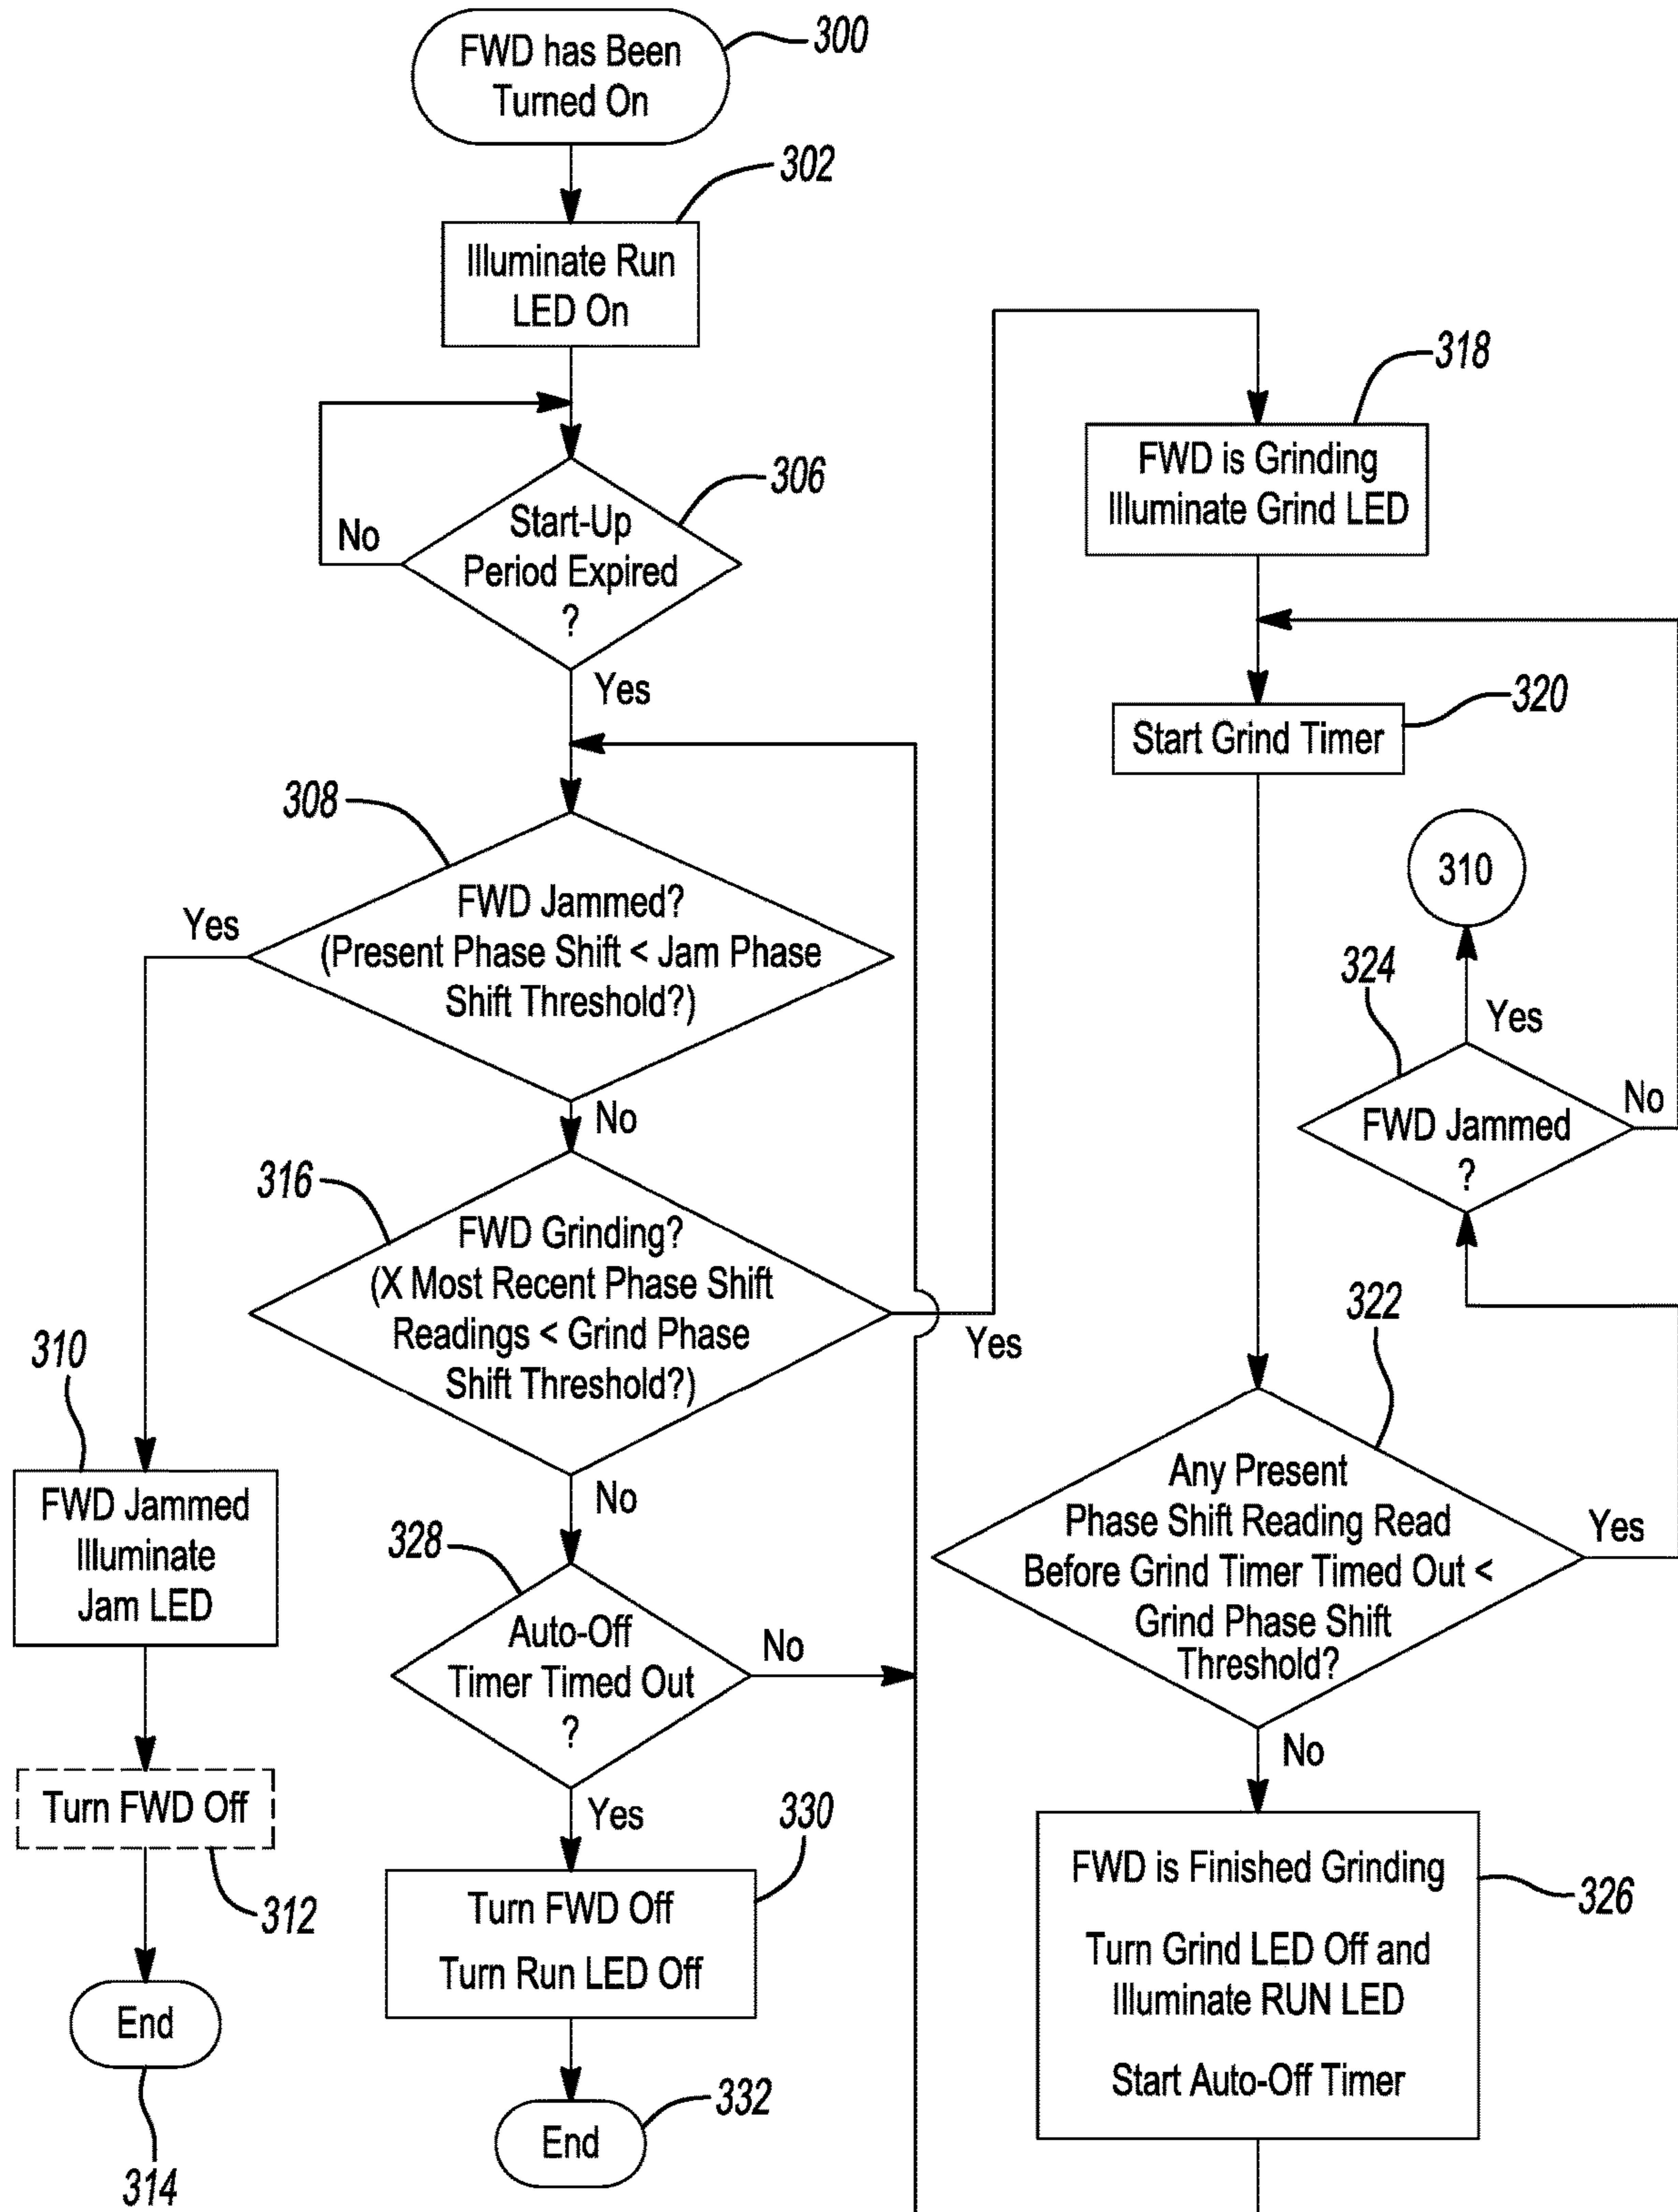 FWD has Been
Turned On
300
302
Illuminate Run
LED On
306
Start-Up
Period Expired
?
No
Yes
308
FWD Jammed?
(Present Phase Shift < Jam Phase
Shift Threshold?)
Yes
No
316
FWD Grinding?
(X Most Recent Phase Shift
Readings < Grind Phase
Shift Threshold?)
Yes
No
310
FWD Jammed
Illuminate
Jam LED
Turn FWD Off
312
End
314
328
Auto-Off
Timer Timed Out
?
No
Yes
330
Turn FWD Off
Turn Run LED Off
End
332
318
FWD is Grinding
Illuminate Grind LED
320
Start Grind Timer
310
324
Yes
FWD Jammed
?
No
322
Any Present
Phase Shift Reading Read
Before Grind Timer Timed Out <
Grind Phase Shift
Threshold?
Yes
No
FWD is Finished Grinding
Turn Grind LED Off and
Illuminate RUN LED
Start Auto-Off Timer
326